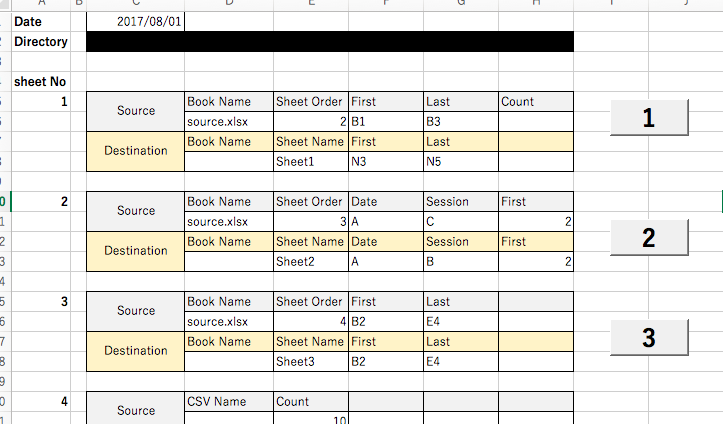 A B C D E F G H I J
Date 2017/08/01
Directory
sheet No
1 Source Book Name Sheet Order First Last Count 1
source.xlsx 2 B1 B3
Destination Book Name Sheet Name First Last
Sheet1 N3 N5
2 Source Book Name Sheet Order Date Session First 2
source.xlsx 3 A C 2
Destination Book Name Sheet Name Date Session First
Sheet2 A B 2
3 Source Book Name Sheet Order First Last 3
source.xlsx 4 B2 E4
Destination Book Name Sheet Name First Last
Sheet3 B2 E4
4 Source CSV Name Count
10